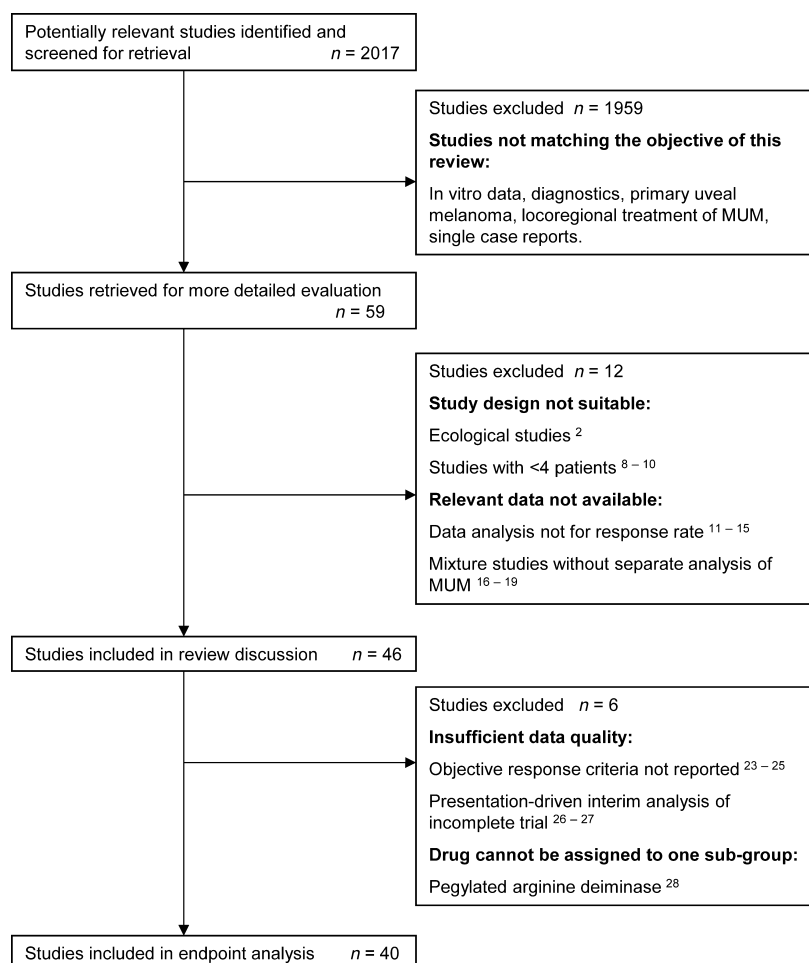 Potentially relevant studies identified and
screened for retrieval n = 2017
Studies excluded n = 1959
Studies not matching the objective of this
review:
In vitro data, diagnostics, primary uveal
melanoma, locoregional treatment of MUM,
single case reports.
Studies retrieved for more detailed evaluation
n = 59
Studies excluded n = 12
Study design not suitable:
Ecological studies 2
Studies with <4 patients 8 – 10
Relevant data not available:
Data analysis not for response rate 11 – 15
Mixture studies without separate analysis of
MUM 16 – 19
Studies included in review discussion n = 46
Studies excluded n = 6
Insufficient data quality:
Objective response criteria not reported 23 – 25
Presentation-driven interim analysis of
incomplete trial 26 – 27
Drug cannot be assigned to one sub-group:
Pegylated arginine deiminase 28
Studies included in endpoint analysis n = 40